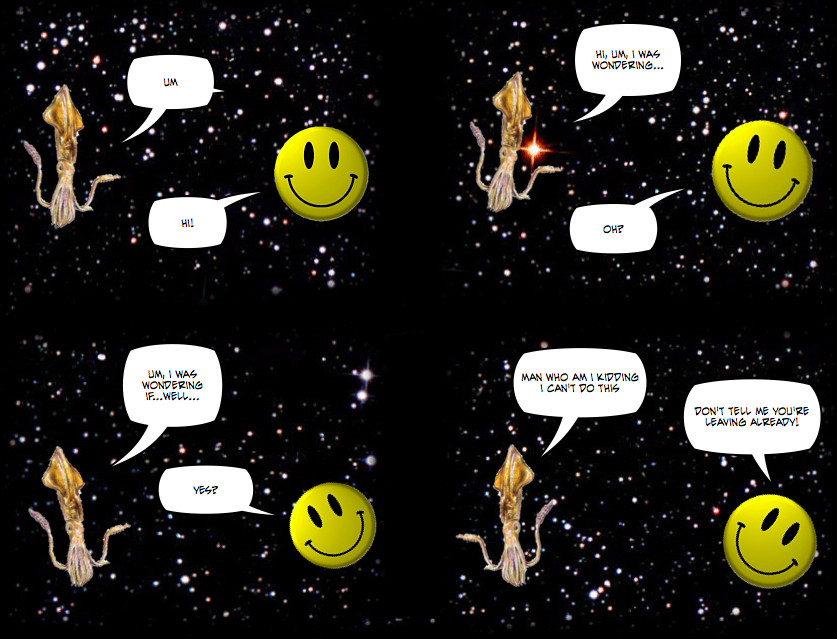 UM
HI!
HI, UM, I WAS
WONDERING...
OH?
UM, I WAS
WONDERING
IF...WELL...
YES?
MAN WHO AM I KIDDING
I CAN'T DO THIS
DON'T TELL ME YOU'RE
LEAVING ALREADY!